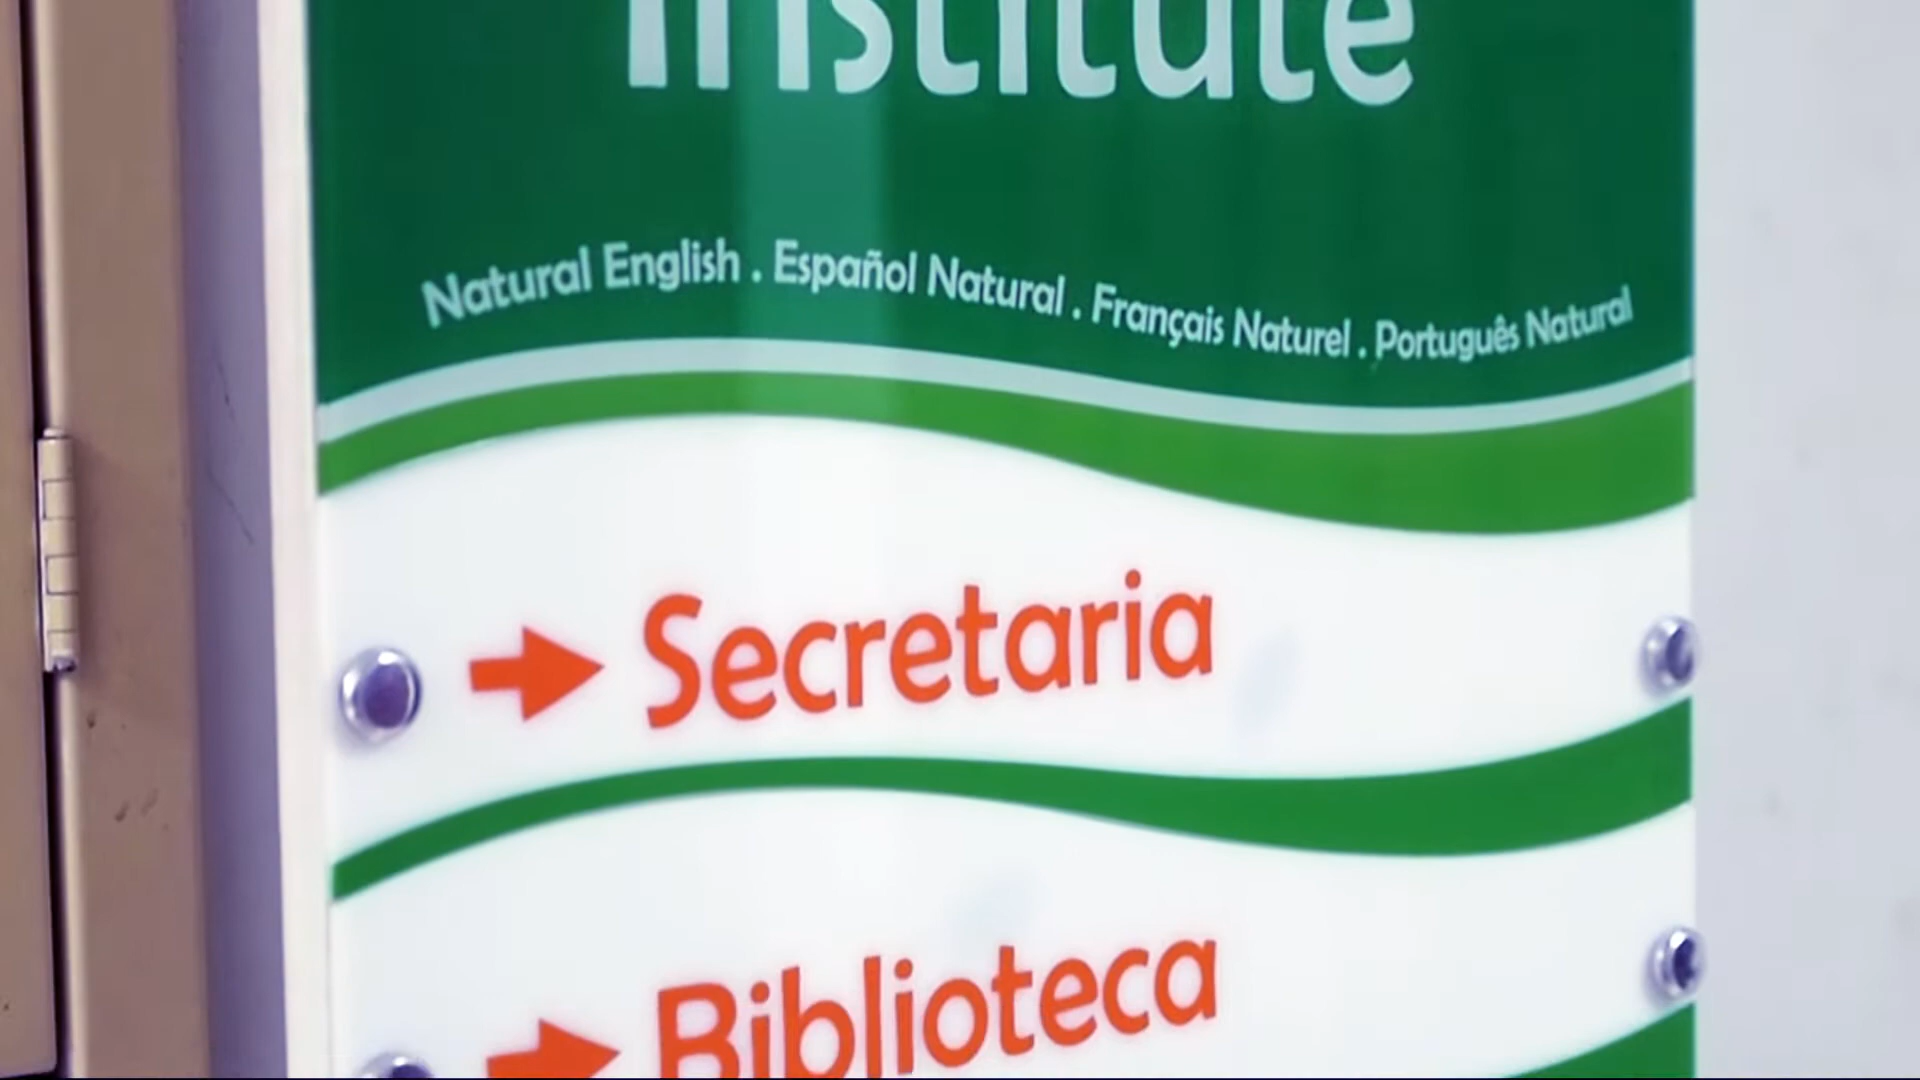 Institute
Natural English . Español Natural . Français Naturel . Português Natural
Secretaria
Biblioteca